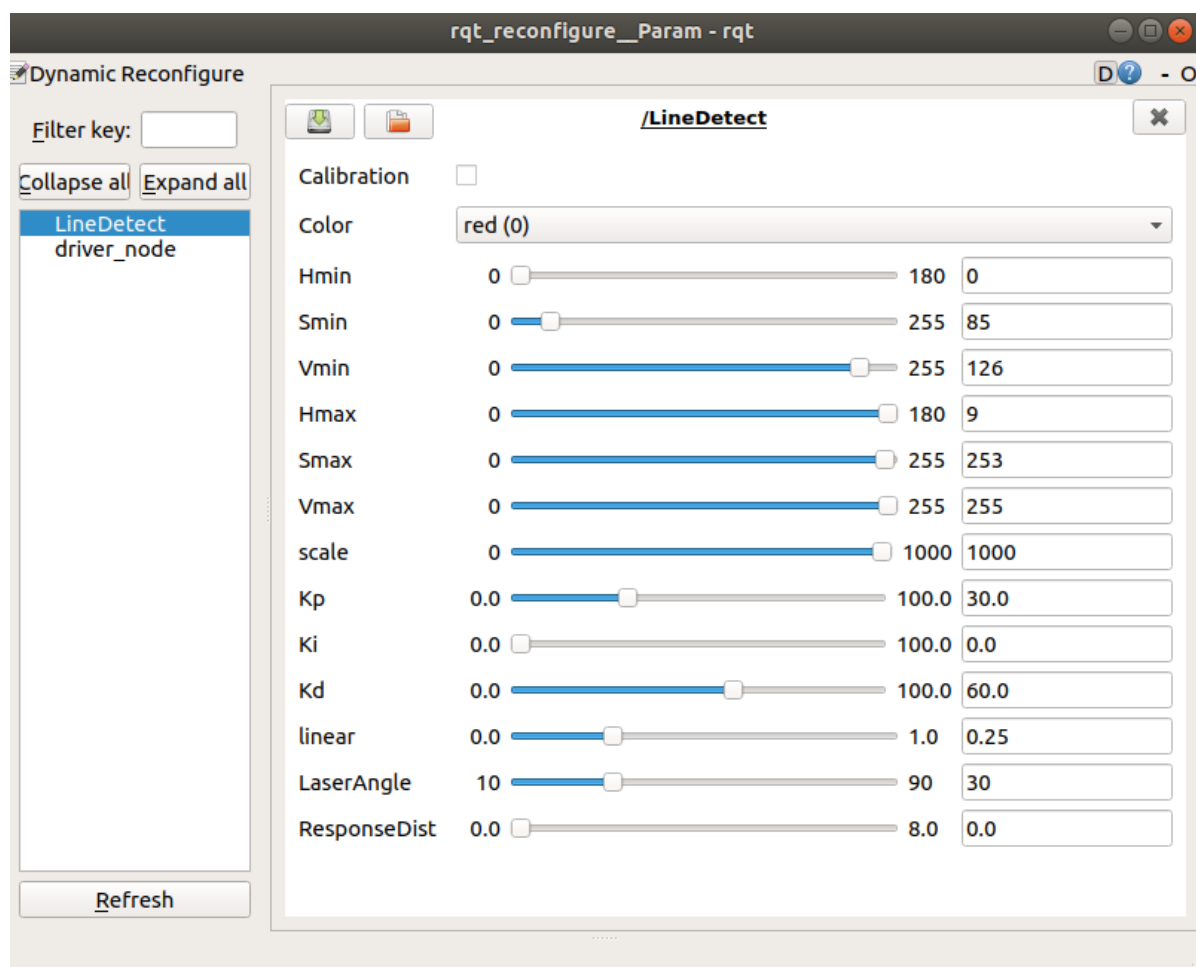 rqt_reconfigure__Param - rqt
Dynamic Reconfigure
D ? - O
Filter key:
Collapse all Expand all
LineDetect
driver_node
Refresh
/LineDetect
Calibration
Color red (0)
Hmin 0 180 0
Smin 0 255 85
Vmin 0 255 126
Hmax 0 180 9
Smax 0 255 253
Vmax 0 255 255
scale 0 1000 1000
Kp 0.0 100.0 30.0
Ki 0.0 100.0 0.0
Kd 0.0 100.0 60.0
linear 0.0 1.0 0.25
LaserAngle 10 90 30
ResponseDist 0.0 8.0 0.0